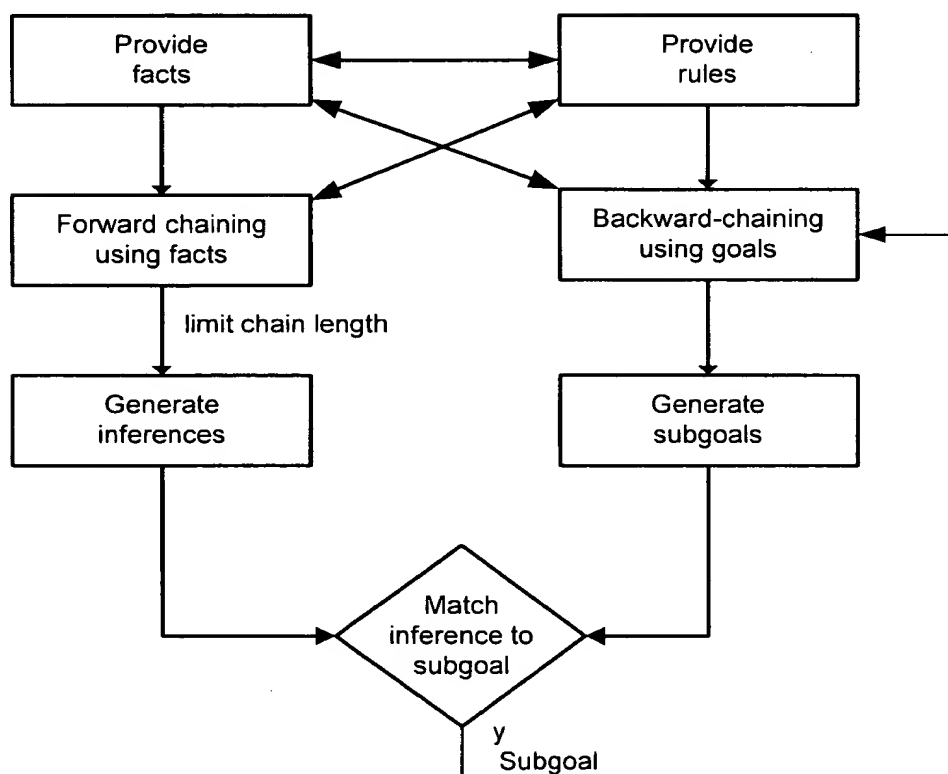 Provide
facts
Provide
rules
Forward chaining
using facts
Backward-chaining
using goals
limit chain length
Generate
inferences
Generate
subgoals
Match
inference to
subgoal
y
Subgoal